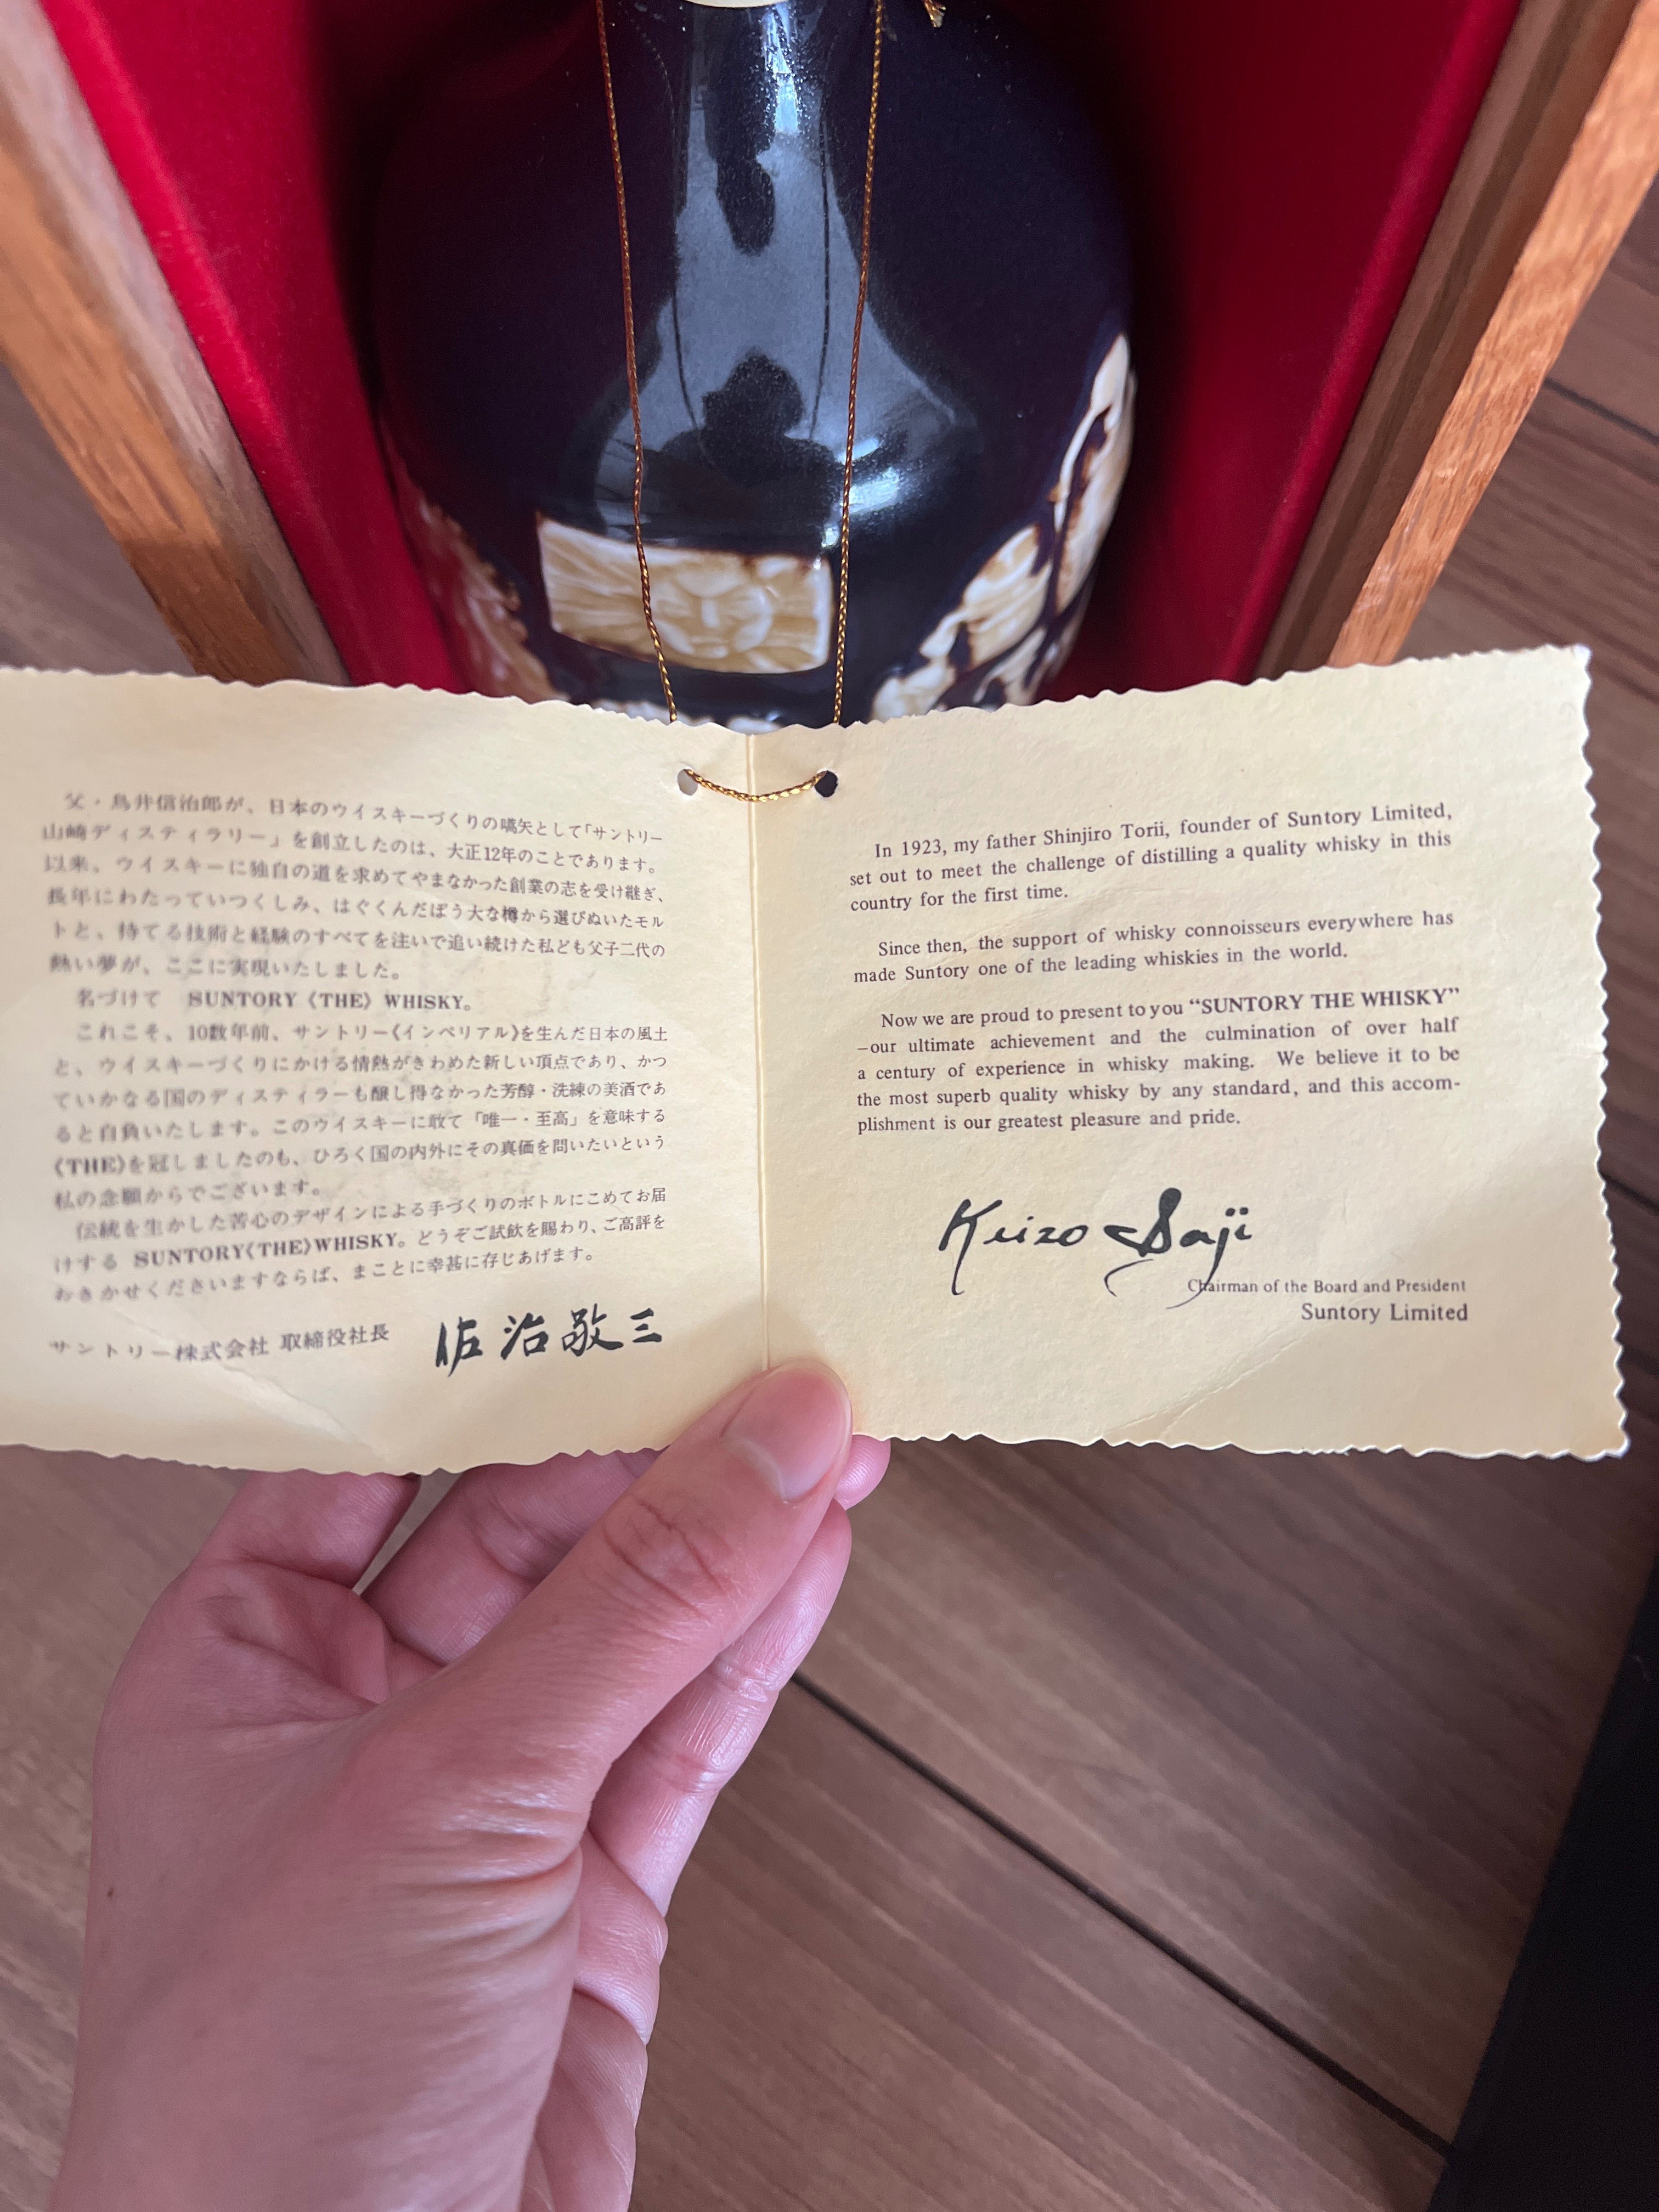 父・鳥井信治郎が、日本のウイスキーづくりの嚆矢として「サントリー
山崎ディスティラリー」を創立したのは、大正12年のことであります。
以来、ウイスキーに独自の道を求めてやまなかった創業の志を受け継ぎ、
長年にわたっていつくしみ、はぐくんだぼう大な樽から選びぬいたモル
トと、持てる技術と経験のすべてを注いで追い続けた私ども父子二代の
熱い夢が、ここに実現いたしました。
名づけて SUNTORY《THE》WHISKY。
これこそ、10数年前、サントリー《インペリアル》を生んだ日本の風土
と、ウイスキーづくりにかける情熱がきわめた新しい頂点であり、かつ
ていかなる国のディスティラーも醸し得なかった芳醇・洗練の美酒であ
ると自負いたします。このウイスキーに敢て「唯一・至高」を意味する
《THE》を冠しましたのも、ひろく国の内外にその真価を問いたいという
私の念願からでございます。
伝統を生かした苦心のデザインによる手づくりのボトルにこめてお届
けする SUNTORY《THE》WHISKY。どうぞご試飲を賜わり、ご高評を
おきかせくださいますならば、まことに幸甚に存じあげます。
サントリー株式会社 取締役社長 佐治敬三
In 1923, my father Shinjiro Torii, founder of Suntory Limited,
set out to meet the challenge of distilling a quality whisky in this
country for the first time.
Since then, the support of whisky connoisseurs everywhere has
made Suntory one of the leading whiskies in the world.
Now we are proud to present to you “SUNTORY THE WHISKY”
–our ultimate achievement and the culmination of over half
a century of experience in whisky making. We believe it to be
the most superb quality whisky by any standard, and this accom-
plishment is our greatest pleasure and pride.
Keizo Saji
Chairman of the Board and President
Suntory Limited